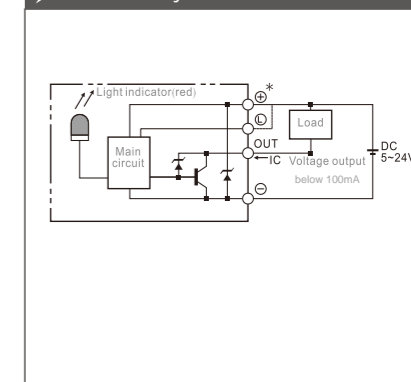 Light indicator(red)
Main
circuit
⊕*
Ⓛ
OUT
IC
⊖
Load
Voltage output
below 100mA
DC
5~24V